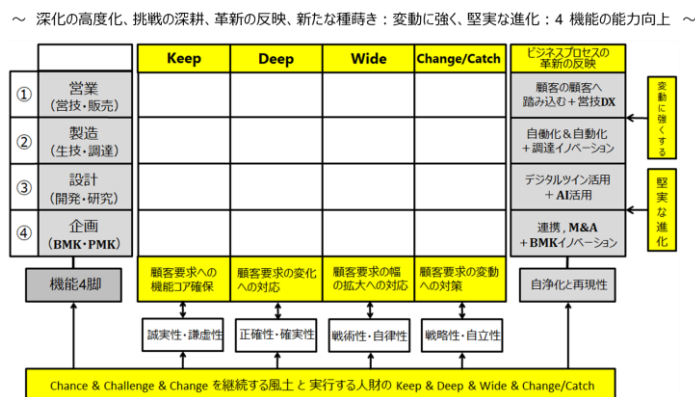 ～ 深化の高度化、挑戦の深耕、革新の反映、新たな種蒔き：変動に強く、堅実な進化：4 機能の能力向上 ～
Keep
Deep
Wide
Change/Catch
ビジネスプロセスの
革新の反映
①
営業
（営技・販売）
顧客の顧客へ
踏み込む＋営技DX
②
製造
（生技・調達）
自働化＆自動化
＋調達イノベーション
③
設計
（開発・研究）
デジタルツイン活用
＋AI活用
④
企画
（BMK・PMK）
連携，M&A
＋BMKイノベーション
変動に強くする
堅実な進化
機能4脚
顧客要求への
機能コア確保
顧客要求の変化
への対応
顧客要求の幅
の拡大への対応
顧客要求の変動
への対策
自浄化と再現性
誠実性・謙虚性
正確性・確実性
戦術性・自律性
戦略性・自立性
Chance & Challenge & Change を継続する風土 と 実行する人財の Keep & Deep & Wide & Change/Catch